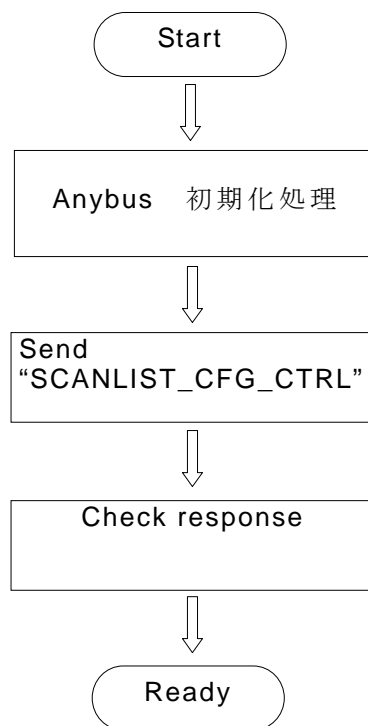 Start
Anybus 初期化処理
Send
“SCANLIST_CFG_CTRL”
Check response
Ready